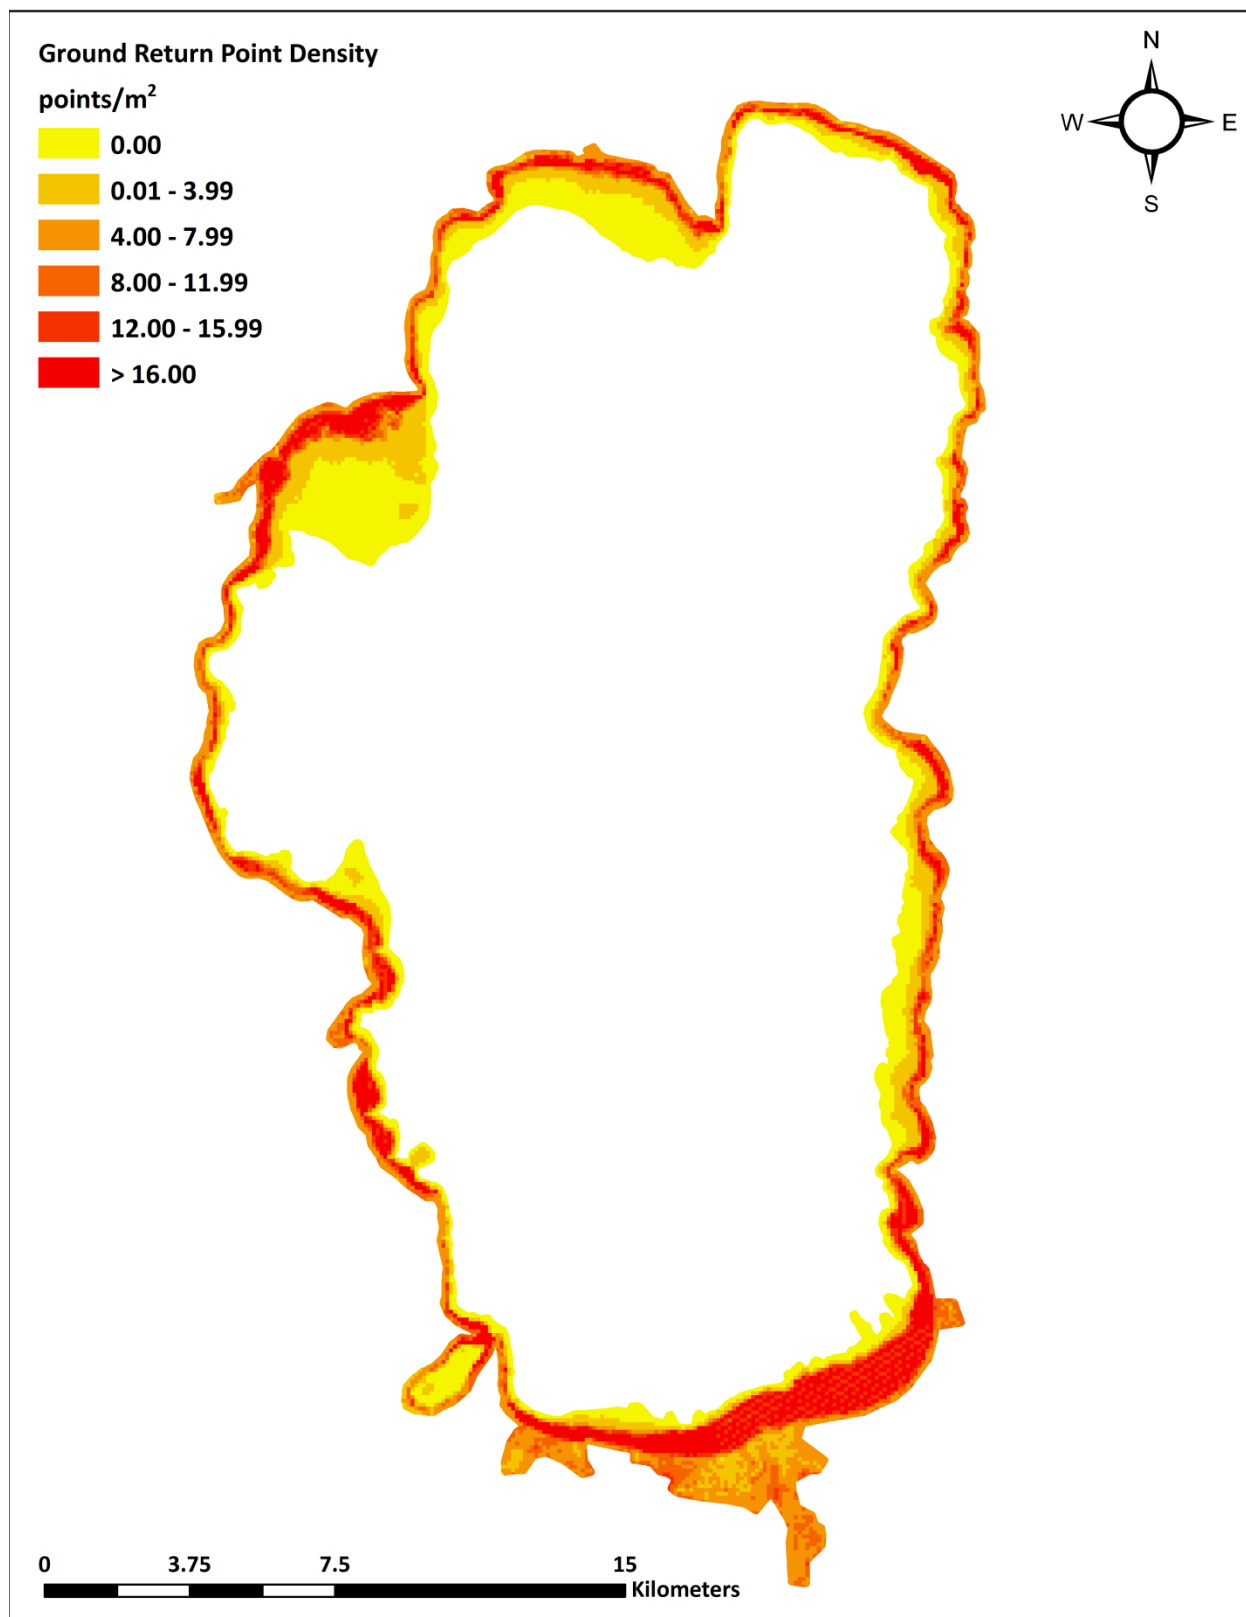 Ground Return Point Density
points/m²
0.00
0.01 - 3.99
4.00 - 7.99
8.00 - 11.99
12.00 - 15.99
> 16.00
N
W E
S
0 3.75 7.5 15
Kilometers